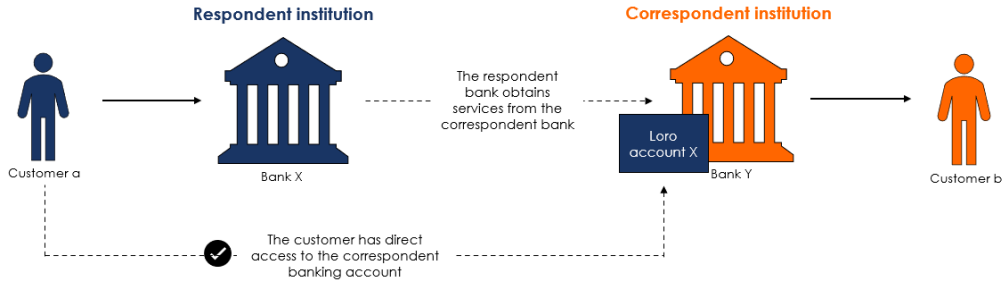 Respondent institution
Correspondent institution
The respondent
bank obtains
services from the
correspondent bank
Loro
account X
Customer a
Bank X
Bank Y
Customer b
The customer has direct
access to the correspondent
banking account